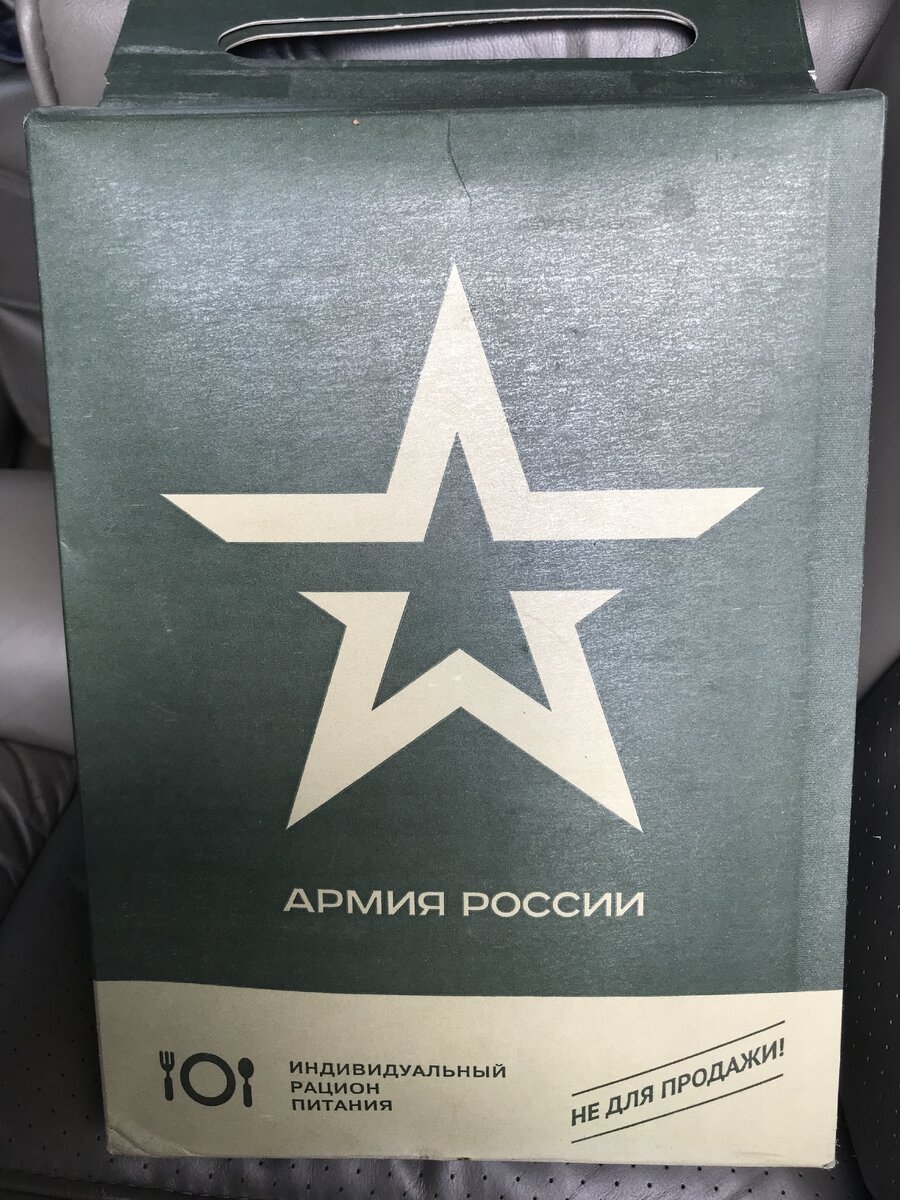 АРМИЯ РОССИИ
ИНДИВИДУАЛЬНЫЙ
РАЦИОН
ПИТАНИЯ
НЕ ДЛЯ ПРОДАЖИ!